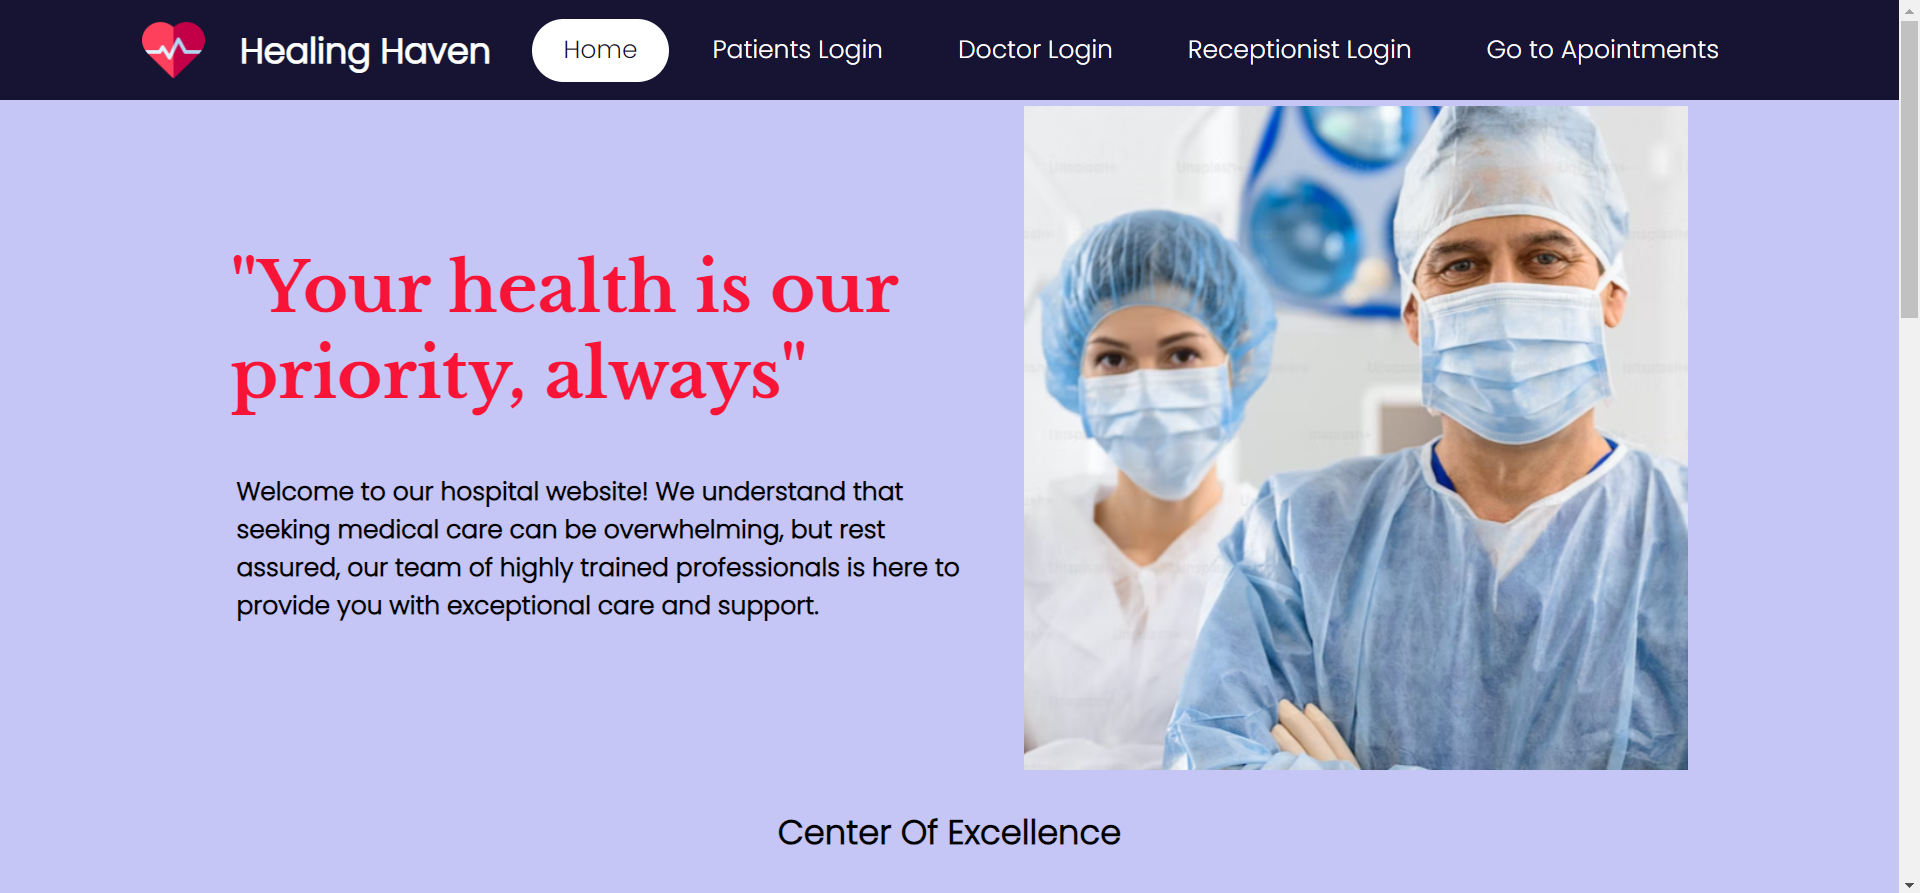 Healing Haven
Home
Patients Login
Doctor Login
Receptionist Login
Go to Apointments
"Your health is our
priority, always"
Welcome to our hospital website! We understand that
seeking medical care can be overwhelming, but rest
assured, our team of highly trained professionals is here to
provide you with exceptional care and support.
Unsplash+
Center Of Excellence